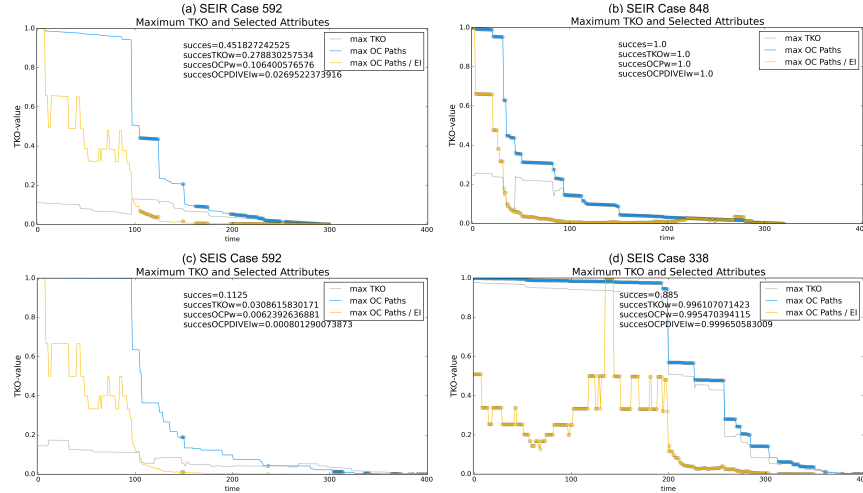 (a) SEIR Case 592
Maximum TKO and Selected Attributes
succes=0.451827242525
succesTKOw=0.278830257534
succesOCPw=0.106400576576
succesOCPDIVEIw=0.0269522373916
max TKO
max OC Paths
max OC Paths / EI
TKO-value
1.0
0.8
0.6
0.4
0.2
0.0
0
100
200
300
400
time
(b) SEIR Case 848
Maximum TKO and Selected Attributes
succes=1.0
succesTKOw=1.0
succesOCPw=1.0
succesOCPDIVEIw=1.0
max TKO
max OC Paths
max OC Paths / EI
TKO-value
1.0
0.8
0.6
0.4
0.2
0.0
0
100
200
300
400
time
(c) SEIS Case 592
Maximum TKO and Selected Attributes
succes=0.1125
succesTKOw=0.0308615830171
succesOCPw=0.0062392636881
succesOCPDIVEIw=0.000801290073873
max TKO
max OC Paths
max OC Paths / EI
TKO-value
1.0
0.8
0.6
0.4
0.2
0.0
0
100
200
300
400
time
(d) SEIS Case 338
Maximum TKO and Selected Attributes
succes=0.885
succesTKOw=0.996107071423
succesOCPw=0.995470394115
succesOCPDIVEIw=0.999650583009
max TKO
max OC Paths
max OC Paths / EI
TKO-value
1.0
0.8
0.6
0.4
0.2
0.0
0
100
200
300
400
time